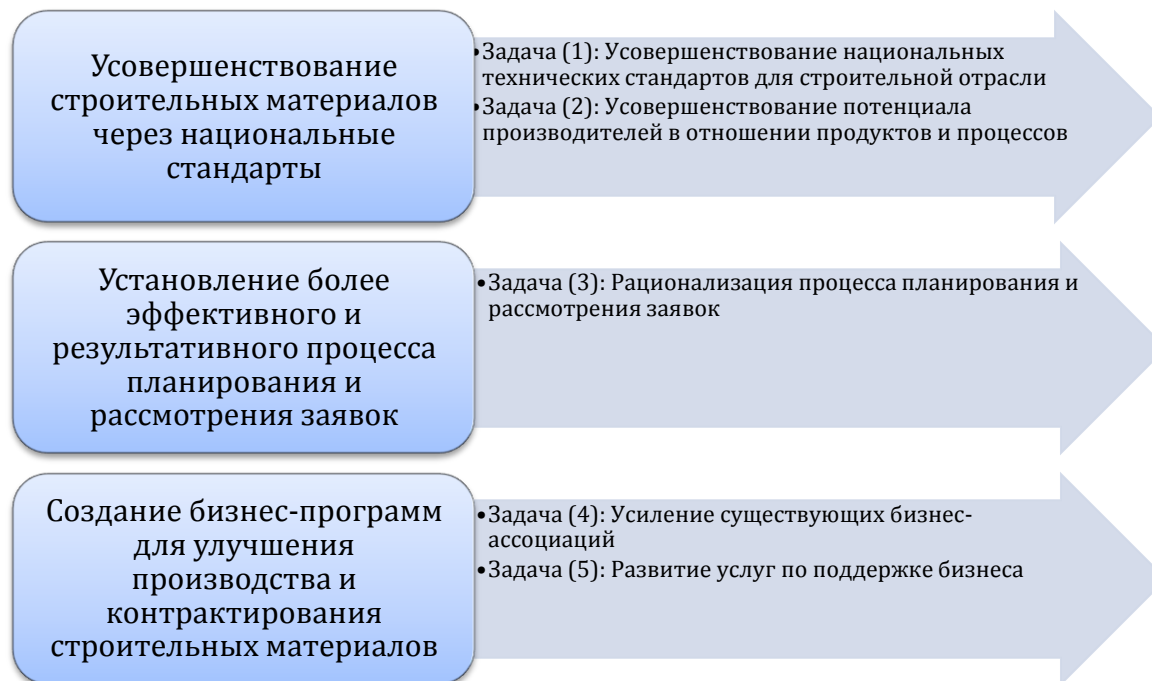 Усовершенствование
строительных материалов
через национальные
стандарты
•Задача (1): Усовершенствование национальных
технических стандартов для строительной отрасли
•Задача (2): Усовершенствование потенциала
производителей в отношении продуктов и процессов
Установление более
эффективного и
результативного процесса
планирования и
рассмотрения заявок
•Задача (3): Рационализация процесса планирования и
рассмотрения заявок
Создание бизнес-программ
для улучшения
производства и
контрактирования
строительных материалов
•Задача (4): Усиление существующих бизнес-
ассоциаций
•Задача (5): Развитие услуг по поддержке бизнеса